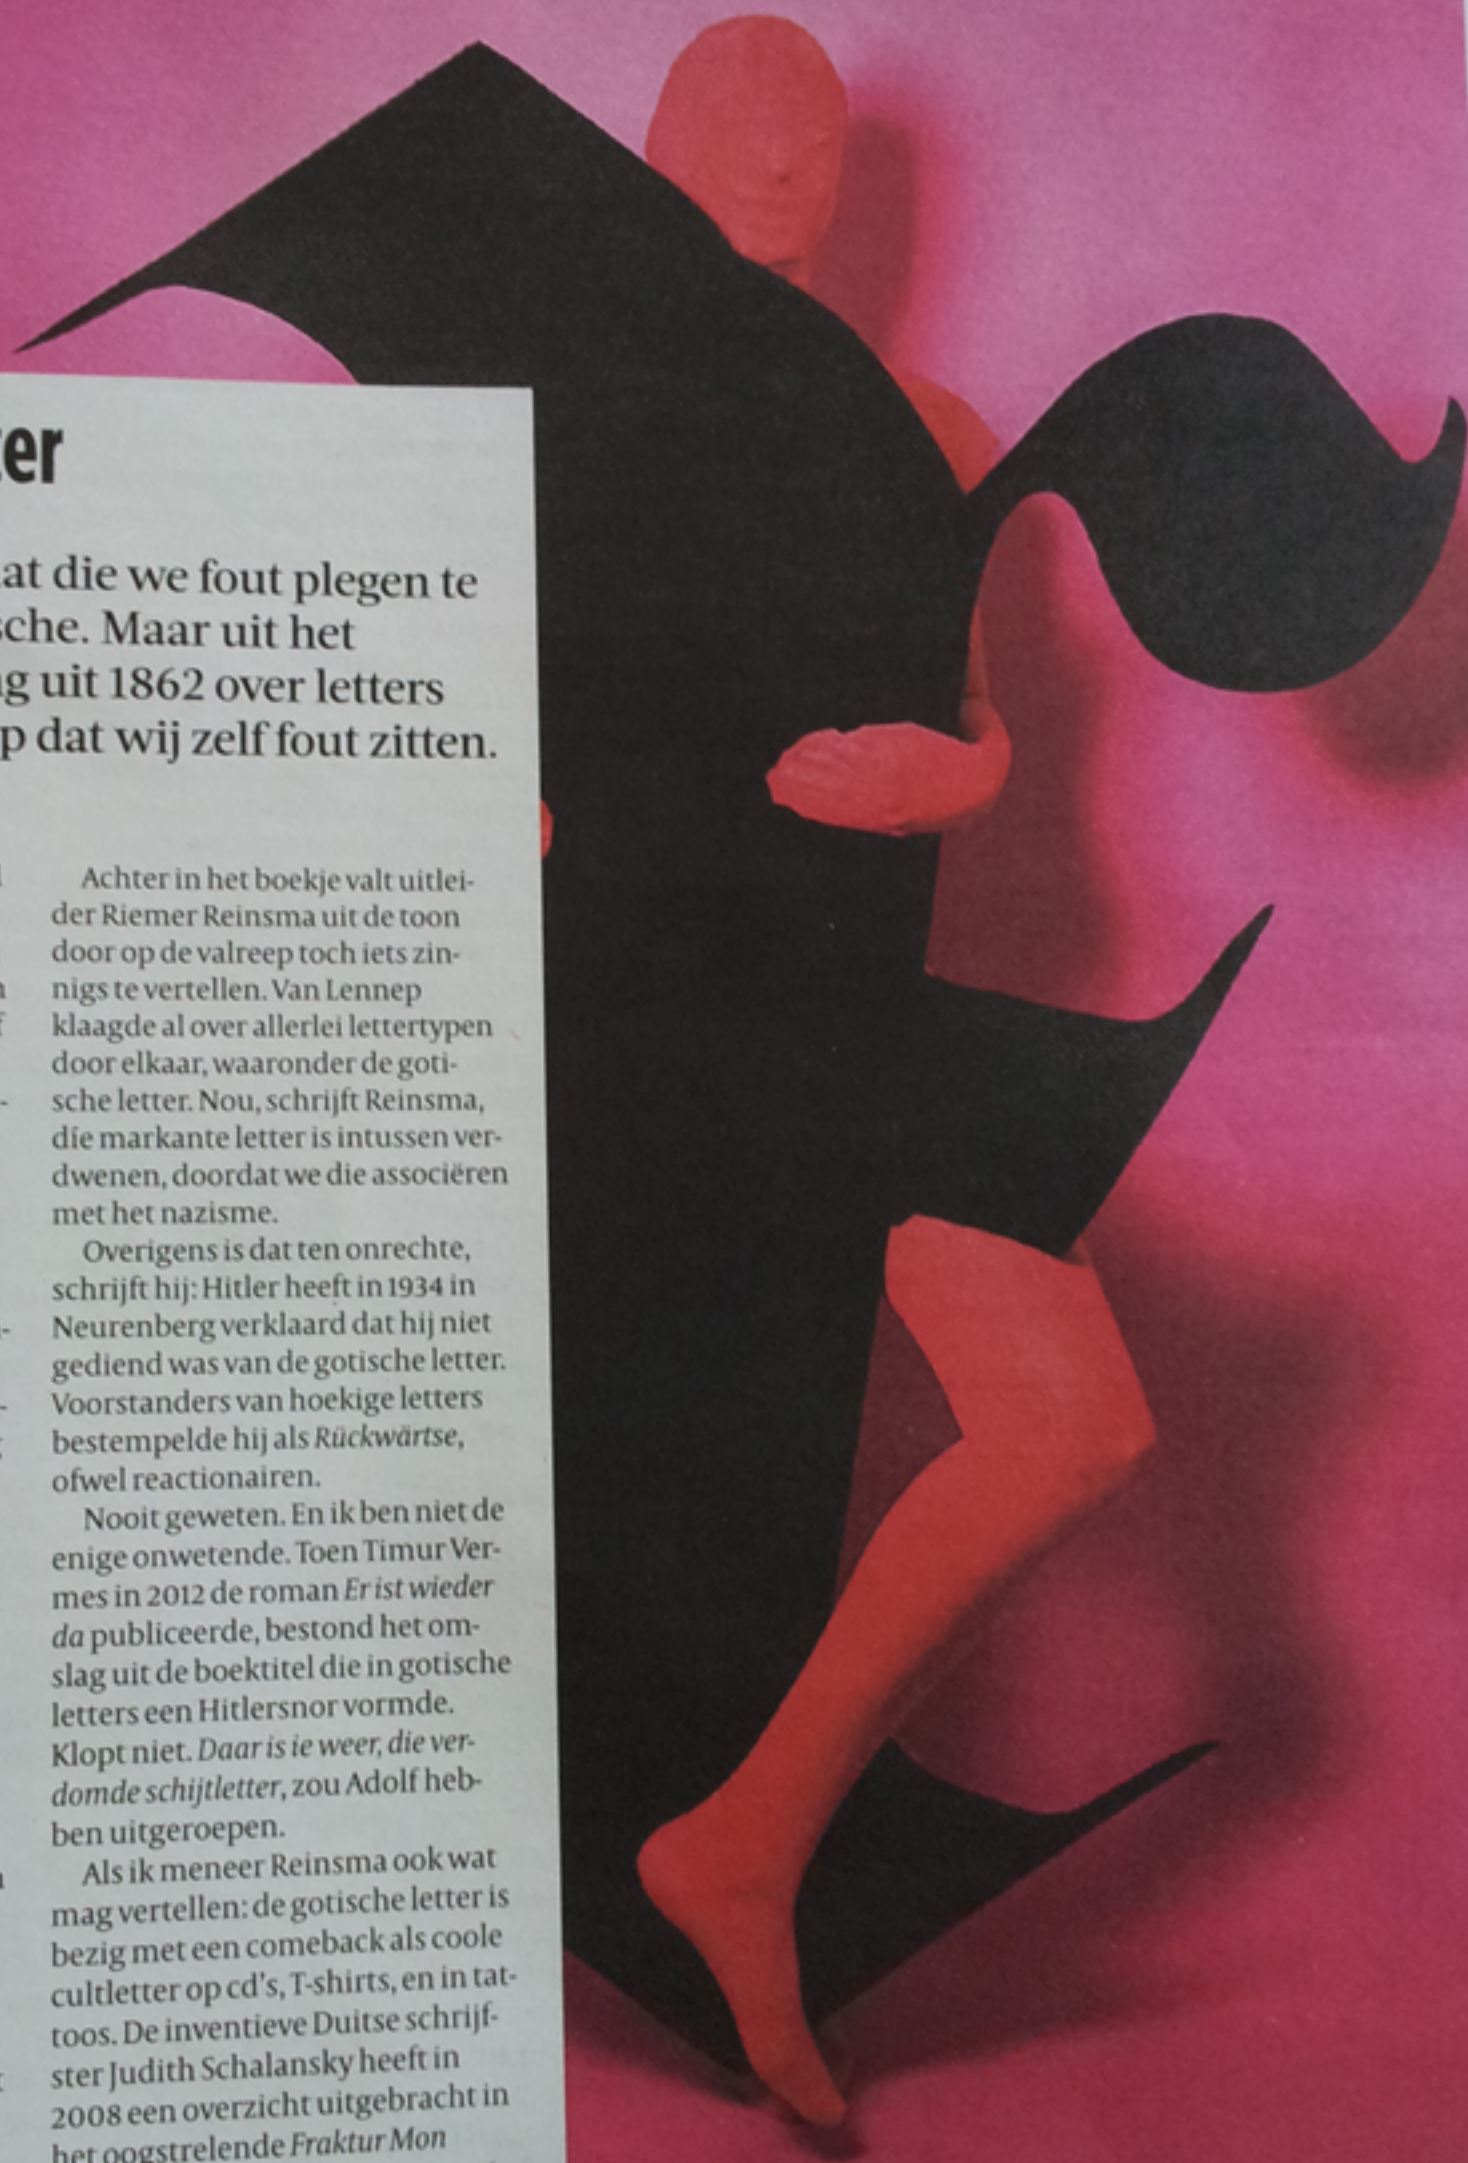 er
at die we fout plegen te
sche. Maar uit het
g uit 1862 over letters
p dat wij zelf fout zitten.
Achter in het boekje valt uitlei-
der Riemer Reinsma uit de toon
door op de valreep toch iets zin-
nigs te vertellen. Van Lennep
klaagde al over allerlei lettertypen
door elkaar, waaronder de goti-
sche letter. Nou, schrijft Reinsma,
díe markante letter is intussen ver-
dwenen, doordat we die associëren
met het nazisme.
Overigens is dat ten onrechte,
schrijft hij: Hitler heeft in 1934 in
Neurenberg verklaard dat hij niet
gediend was van de gotische letter.
Voorstanders van hoekige letters
bestempelde hij als Rückwärtse,
ofwel reactionairen.
Nooit geweten. En ik ben niet de
enige onwetende. Toen Timur Ver-
mes in 2012 de roman Er ist wieder
da publiceerde, bestond het om-
slag uit de boektitel die in gotische
letters een Hitlersnor vormde.
Klopt niet. Daar is ie weer, die ver-
domde schijtletter, zou Adolf heb-
ben uitgeroepen.
Als ik meneer Reinsma ook wat
mag vertellen: de gotische letter is
bezig met een comeback als coole
cultletter op cd's, T-shirts, en in tat-
toos. De inventieve Duitse schrijf-
ster Judith Schalansky heeft in
2008 een overzicht uitgebracht in
het oogstrelende Fraktur Mon